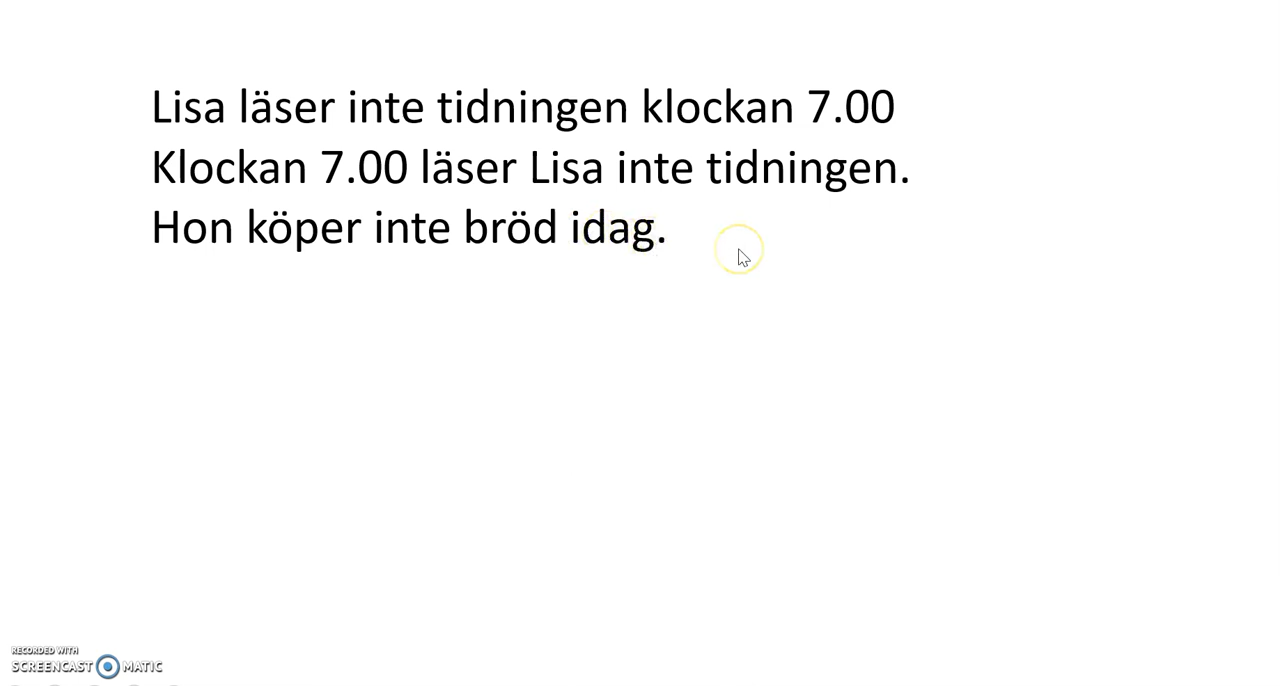 Lisa läser inte tidningen klockan 7.00
Klockan 7.00 läser Lisa inte tidningen.
Hon köper inte bröd idag.
RECORDED WITH
SCREENCAST MATIC